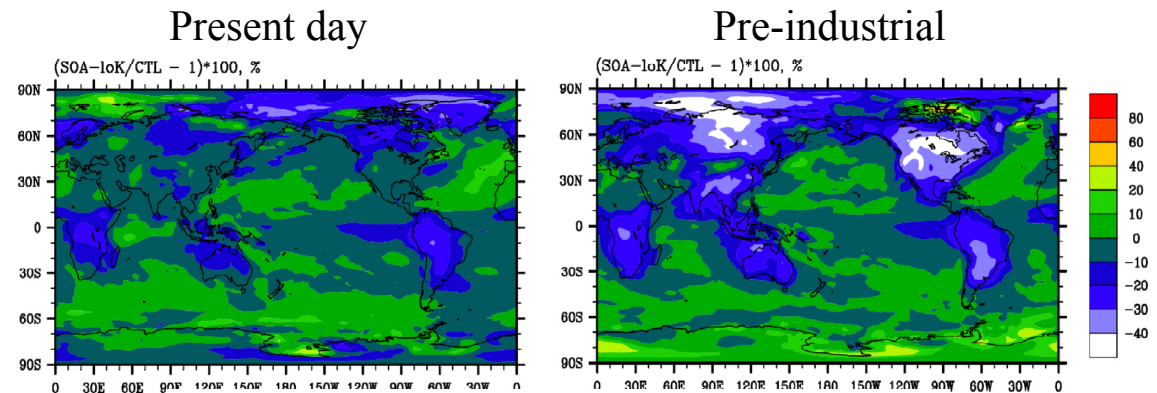 Present day
Pre-industrial
(SOA-loK/CTL - 1)*100, %
(SOA-loK/CTL - 1)*100, %
90N
60N
30N
0
30S
60S
90S
0 30E 60E 90E 120E 150E 180 150W 120W 90W 60W 30W 0
90N
60N
30N
0
30S
60S
90S
0 30E 60E 90E 120E 150E 180 150W 120W 90W 60W 30W 0
80
60
40
20
10
0
-10
-20
-30
-40